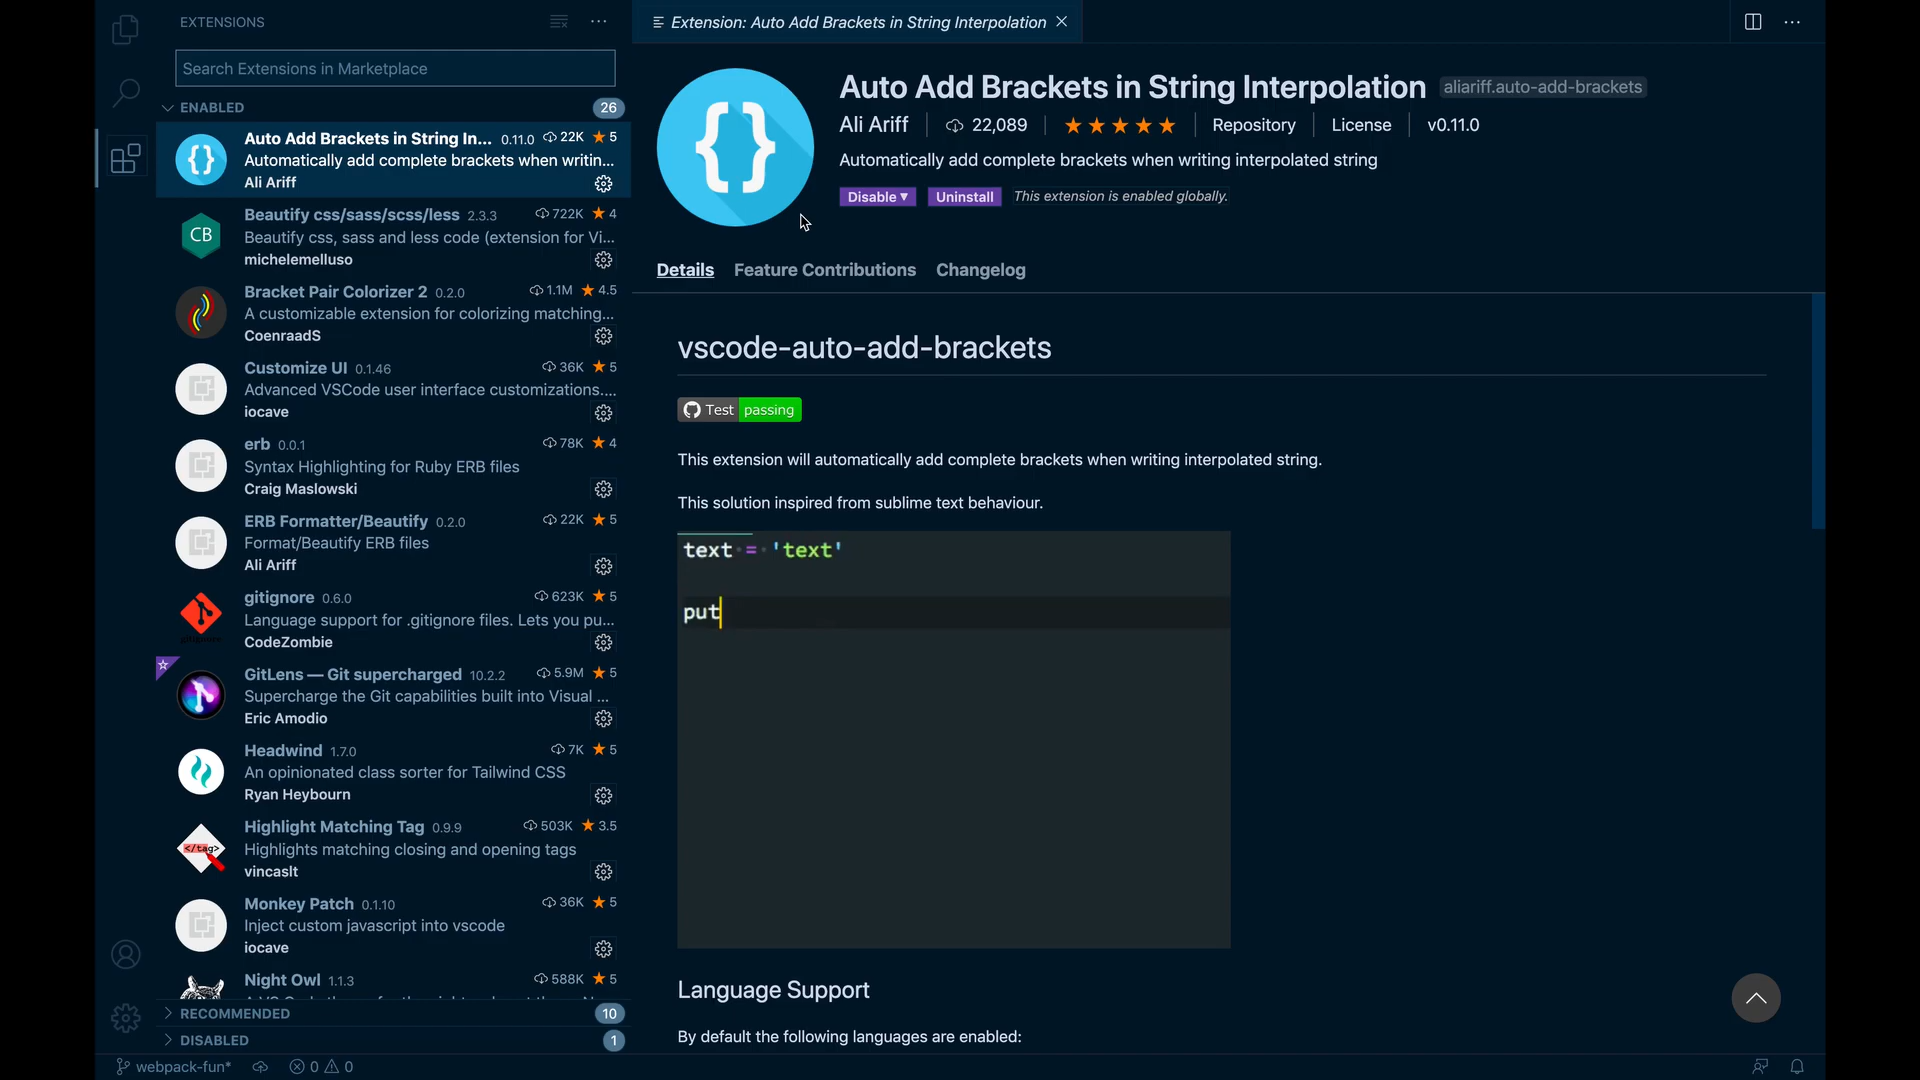 EXTENSIONS
Search Extensions in Marketplace
ENABLED 26
Auto Add Brackets in String In... 0.11.0 22K 5
Automatically add complete brackets when writin...
Ali Ariff
CB
Beautify css/sass/scss/less 2.3.3 722K 4
Beautify css, sass and less code (extension for Vi...
michelemelluso
Bracket Pair Colorizer 2 0.2.0 1.1M 4.5
A customizable extension for colorizing matching...
CoenraadS
Customize UI 0.1.46 36K 5
Advanced VSCode user interface customizations....
iocave
erb 0.0.1 78K 4
Syntax Highlighting for Ruby ERB files
Craig Maslowski
ERB Formatter/Beautify 0.2.0 22K 5
Format/Beautify ERB files
Ali Ariff
gitignore 0.6.0 623K 5
Language support for .gitignore files. Lets you pu...
CodeZombie
GitLens — Git supercharged 10.2.2 5.9M 5
Supercharge the Git capabilities built into Visual ...
Eric Amodio
Headwind 1.7.0 7K 5
An opinionated class sorter for Tailwind CSS
Ryan Heybourn
</tag>
Highlight Matching Tag 0.9.9 503K 3.5
Highlights matching closing and opening tags
vincaslt
Monkey Patch 0.1.10 36K 5
Inject custom javascript into vscode
iocave
Night Owl 1.1.3 588K 5
RECOMMENDED 10
DISABLED 1
webpack-fun* 0 0
Extension: Auto Add Brackets in String Interpolation
{}
Auto Add Brackets in String Interpolation aliariff.auto-add-brackets
Ali Ariff 22,089 Repository License v0.11.0
Automatically add complete brackets when writing interpolated string
Disable Uninstall This extension is enabled globally.
Details Feature Contributions Changelog
vscode-auto-add-brackets
Test passing
This extension will automatically add complete brackets when writing interpolated string.
This solution inspired from sublime text behaviour.
text = 'text'
put
Language Support
By default the following languages are enabled: